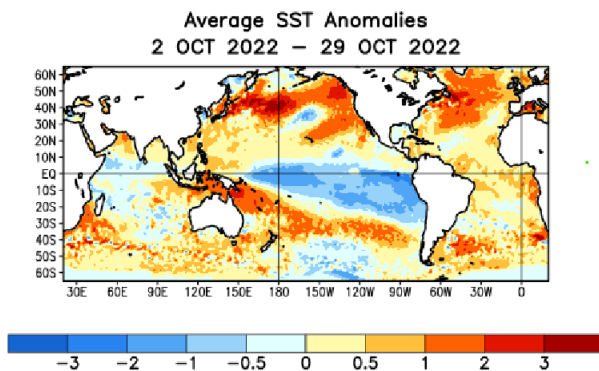 Average SST Anomalies
2 OCT 2022 – 29 OCT 2022
60N
50N
40N
30N
20N
10N
EQ
10S
20S
30S
40S
50S
60S
30E 60E 90E 120E 150E 180 150W 120W 90W 60W 30W 0
-3 -2 -1 -0.5 0 0.5 1 2 3